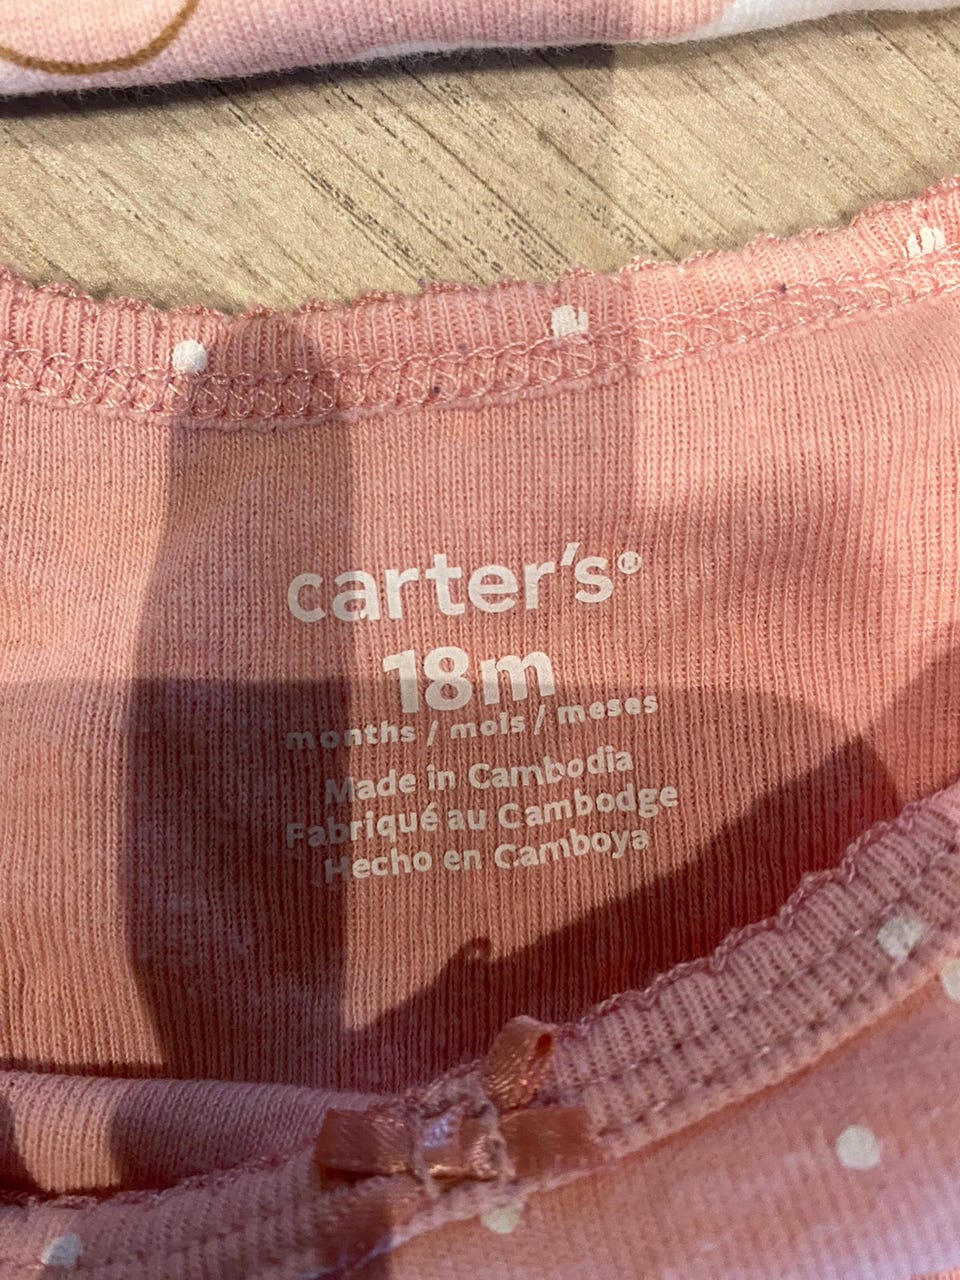 carter's®
18m
months / mois / meses
Made in Cambodia
Fabriqué au Cambodge
Hecho en Camboya